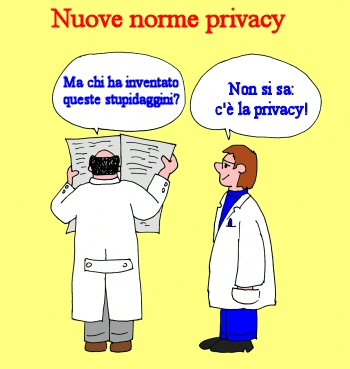 Nuove norme privacy
Ma chi ha inventato
queste stupidaggini?
Non si sa:
c'è la privacy!